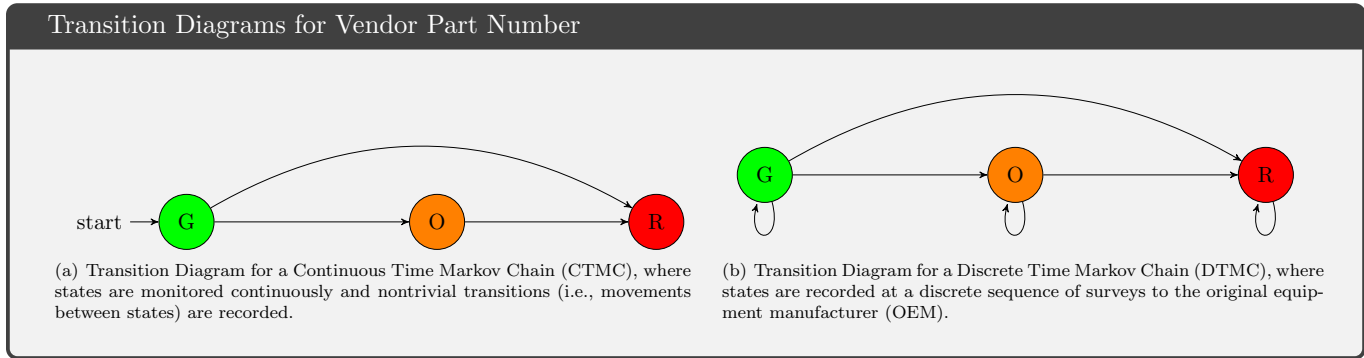 Transition Diagrams for Vendor Part Number
start G O R
G O R
(a) Transition Diagram for a Continuous Time Markov Chain (CTMC), where
states are monitored continuously and nontrivial transitions (i.e., movements
between states) are recorded.
(b) Transition Diagram for a Discrete Time Markov Chain (DTMC), where
states are recorded at a discrete sequence of surveys to the original equip-
ment manufacturer (OEM).